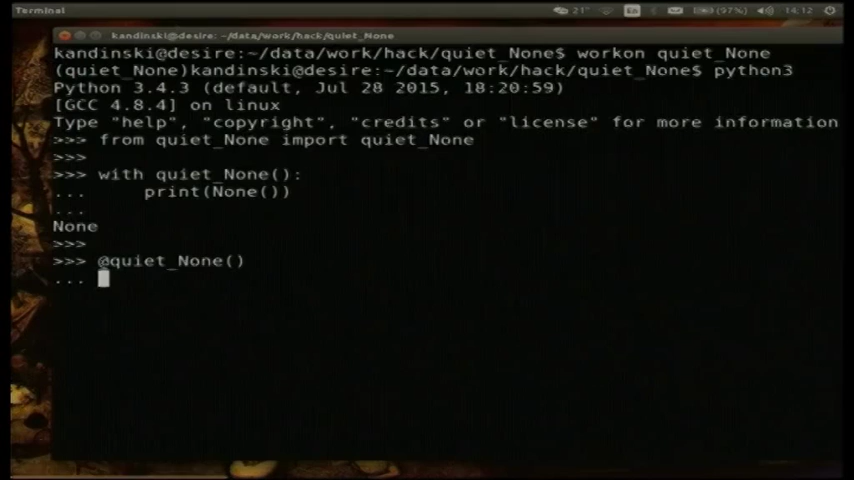 Terminal
21° En (97%) 14:12
kandinski@desire: ~/data/work/hack/quiet_None
kandinski@desire:~/data/work/hack/quiet_None$ workon quiet_None
(quiet_None)kandinski@desire:~/data/work/hack/quiet_None$ python3
Python 3.4.3 (default, Jul 28 2015, 18:20:59)
[GCC 4.8.4] on linux
Type "help", "copyright", "credits" or "license" for more information
>>> from quiet_None import quiet_None
>>>
>>> with quiet_None():
...     print(None())
...
None
>>>
>>> @quiet_None()
...